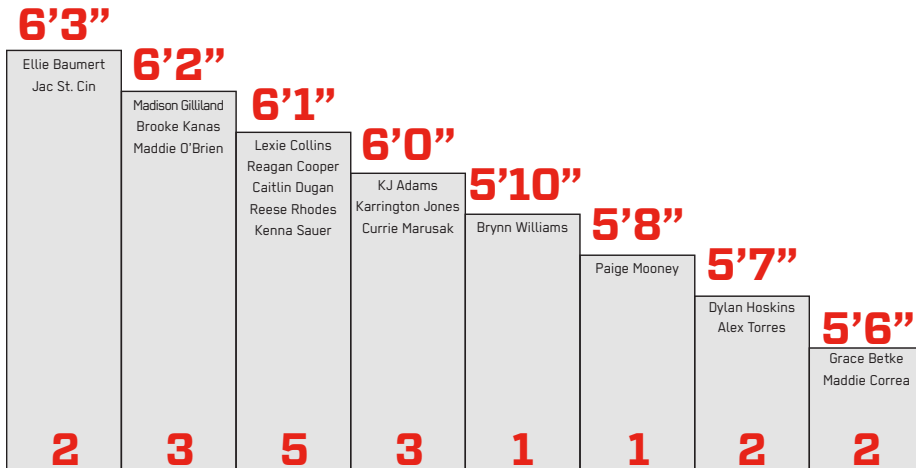 6’3”
Ellie Baumert
Jac St. Cin
2
6’2”
Madison Gilliland
Brooke Kanas
Maddie O'Brien
3
6’1”
Lexie Collins
Reagan Cooper
Caitlin Dugan
Reese Rhodes
Kenna Sauer
5
6’0”
KJ Adams
Karrington Jones
Currie Marusak
3
5’10”
Brynn Williams
1
5’8”
Paige Mooney
1
5’7”
Dylan Hoskins
Alex Torres
2
5’6”
Grace Betke
Maddie Correa
2